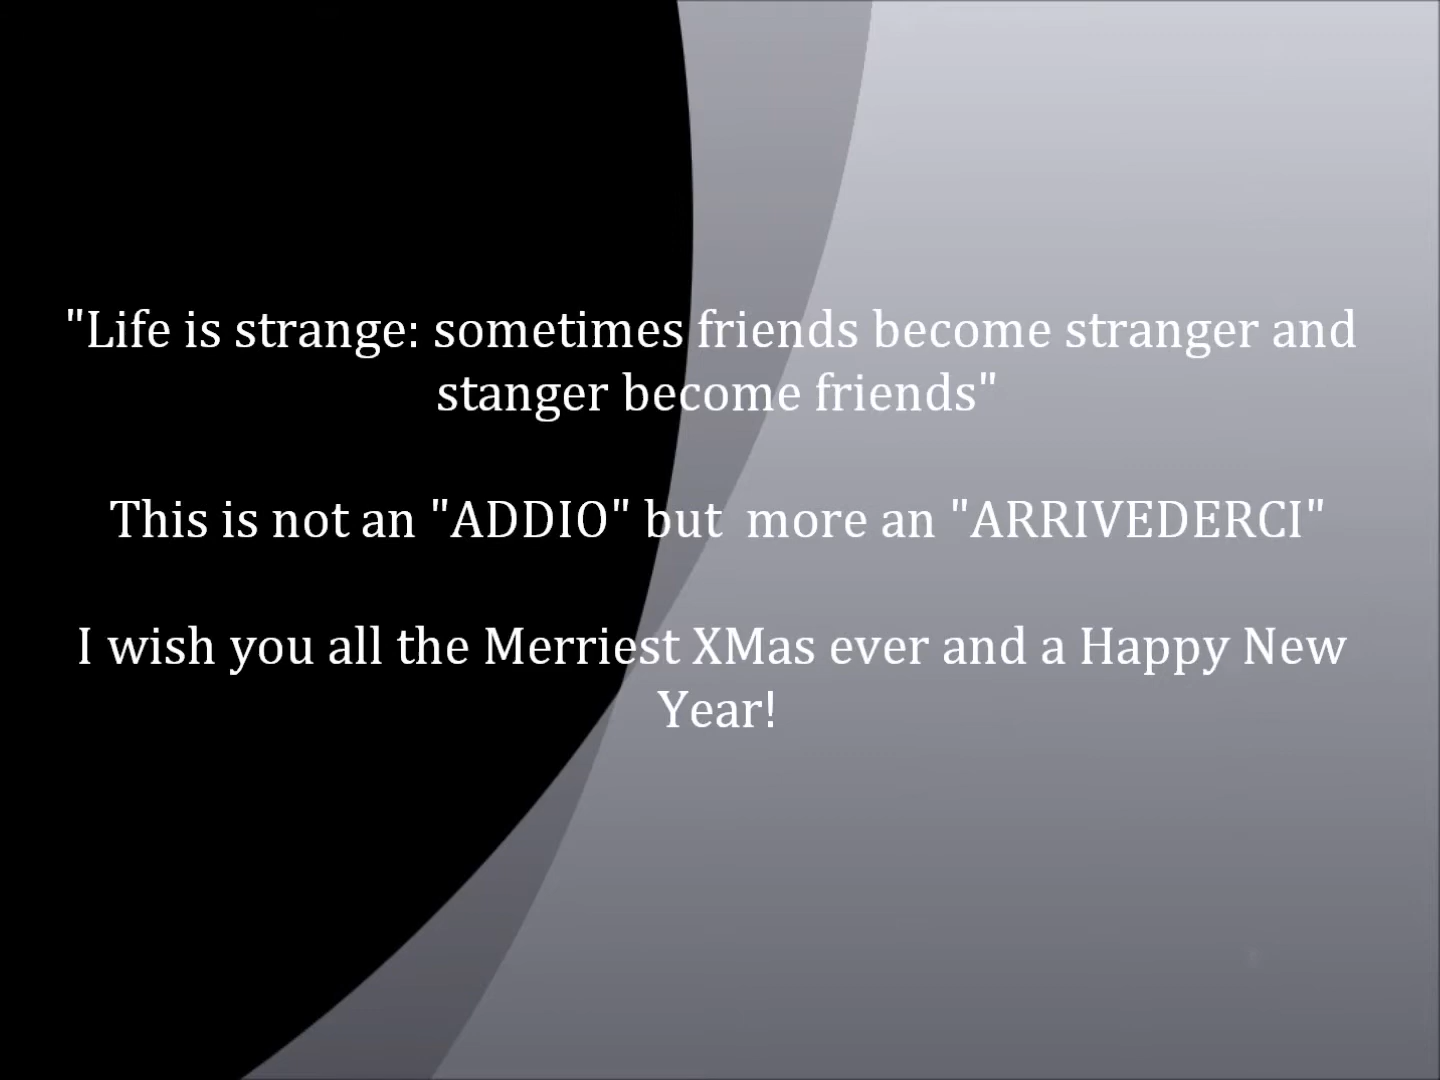 "Life is strange: sometimes friends become stranger and
stanger become friends"
This is not an "ADDIO" but  more an "ARRIVEDERCI"
I wish you all the Merriest XMas ever and a Happy New
Year!